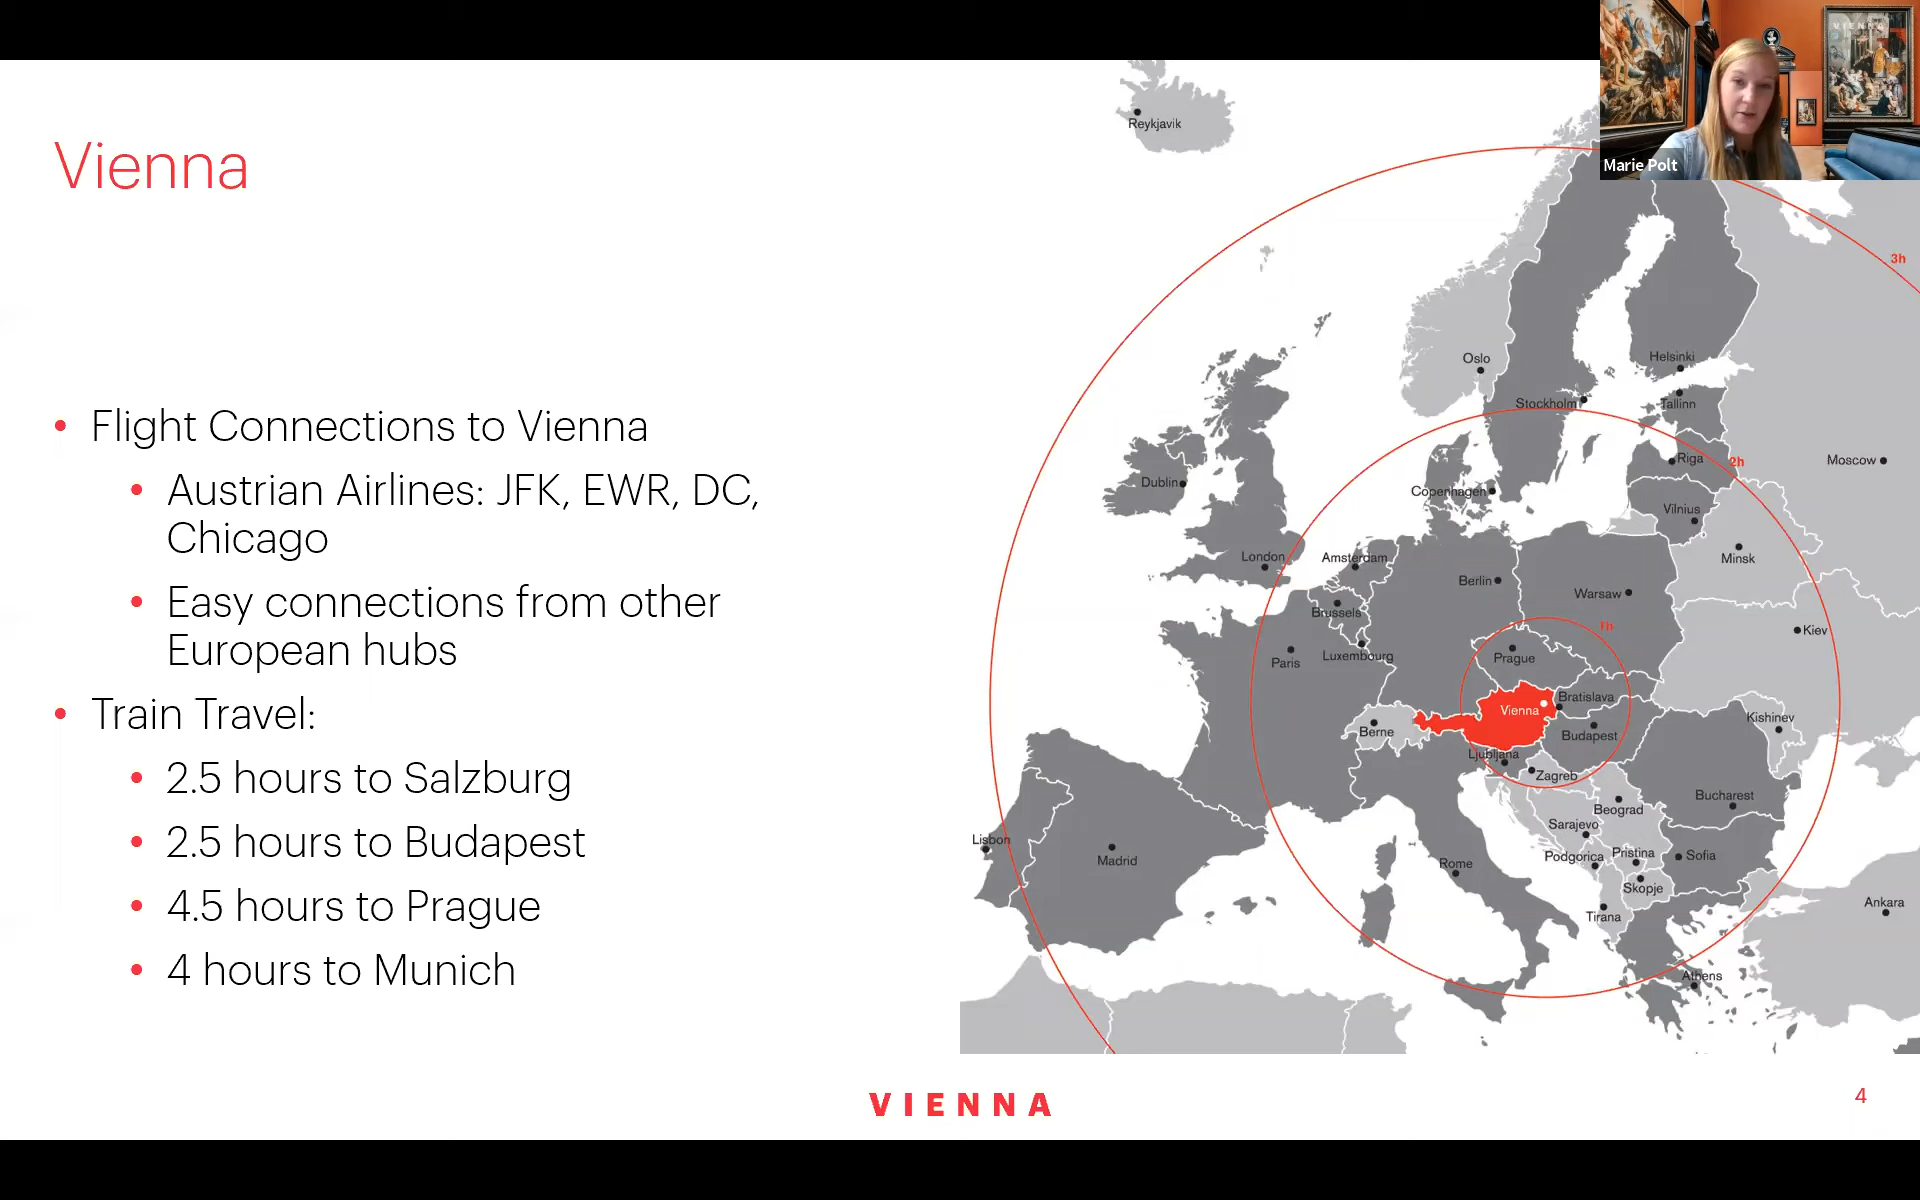 VIENNA
Marie Polt
Vienna
Flight Connections to Vienna
Austrian Airlines: JFK, EWR, DC,
Chicago
Easy connections from other
European hubs
Train Travel:
2.5 hours to Salzburg
2.5 hours to Budapest
4.5 hours to Prague
4 hours to Munich
Reykjavik
3h
Oslo
Helsinki
Stockholm
Tallinn
Riga
2h
Moscow
Dublin
Copenhagen
Vilnius
London
Amsterdam
Minsk
Berlin
Warsaw
Brussels
1h
Kiev
Paris
Luxembourg
Prague
Bratislava
Vienna
Kishinev
Berne
Budapest
Ljubljana
Zagreb
Bucharest
Beograd
Sarajevo
Lisbon
Madrid
Podgorica
Pristina
Sofia
Rome
Skopje
Ankara
Tirana
Athens
VIENNA
4